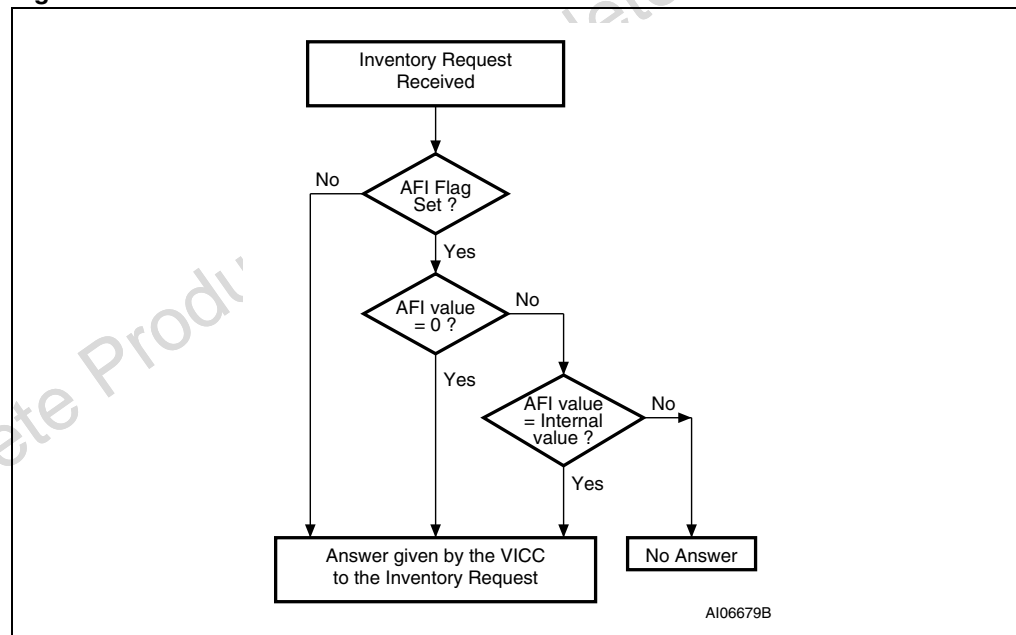 Inventory Request
Received
No
AFI Flag
Set ?
Yes
AFI value
= 0 ?
No
Yes
AFI value
= Internal
value ?
No
Yes
Answer given by the VICC
to the Inventory Request
No Answer
AI06679B